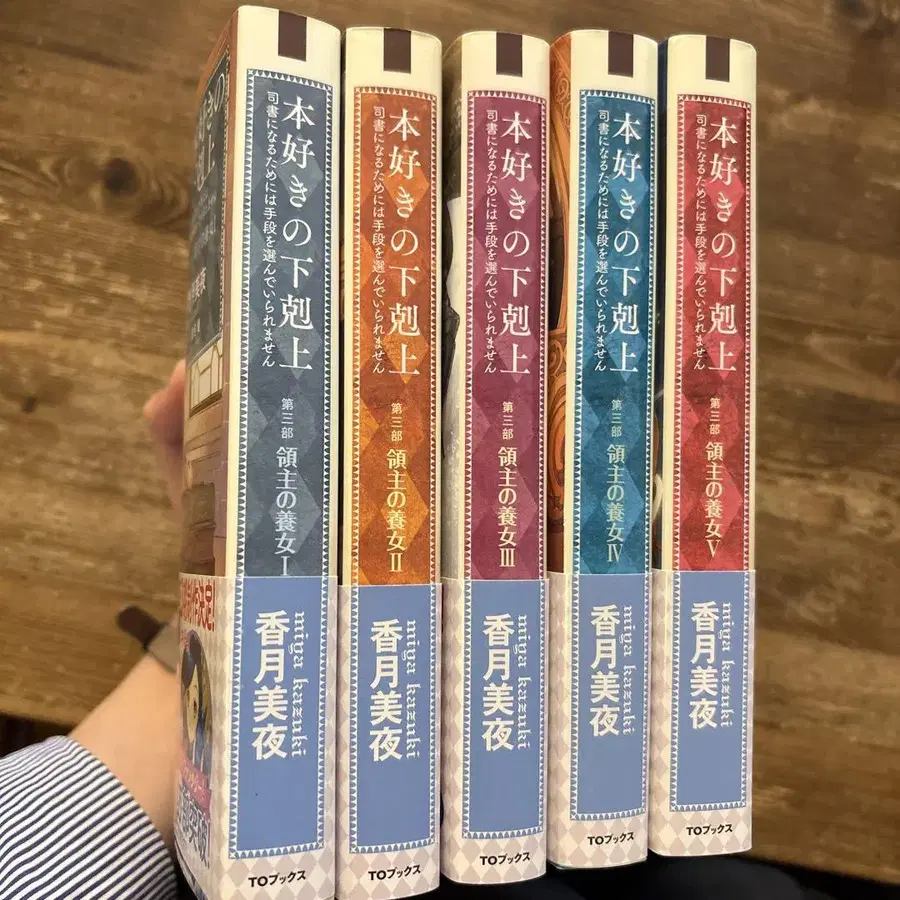 本好きの下剋上
司書になるためには手段を選んでいられません
第三部
領主の養女I
香月美夜
miya kazuki
TOブックス
本好きの下剋上
司書になるためには手段を選んでいられません
第三部
領主の養女II
香月美夜
miya kazuki
TOブックス
本好きの下剋上
司書になるためには手段を選んでいられません
第三部
領主の養女III
香月美夜
miya kazuki
TOブックス
本好きの下剋上
司書になるためには手段を選んでいられません
第三部
領主の養女IV
香月美夜
miya kazuki
TOブックス
本好きの下剋上
司書になるためには手段を選んでいられません
第三部
領主の養女V
香月美夜
miya kazuki
TOブックス
決定!